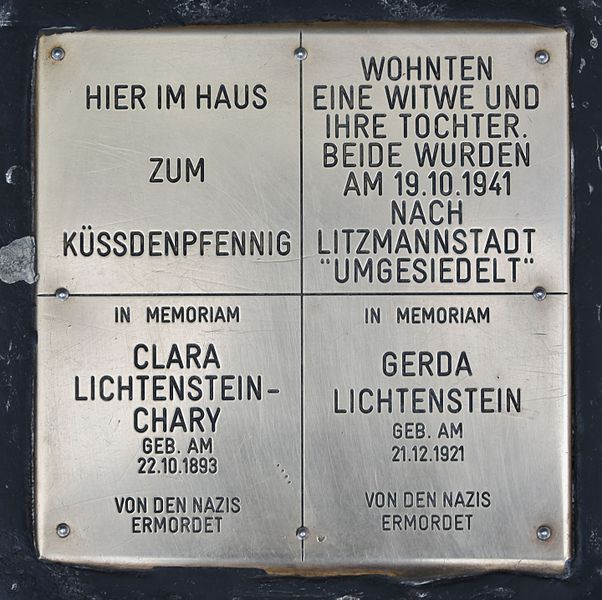 HIER IM HAUS
ZUM
KÜSSDENPFENNIG
WOHNTEN
EINE WITWE UND
IHRE TOCHTER.
BEIDE WURDEN
AM 19.10.1941
NACH
LITZMANNSTADT
"UMGESIEDELT"
IN MEMORIAM
CLARA
LICHTENSTEIN-
CHARY
GEB. AM
22.10.1893
VON DEN NAZIS
ERMORDET
IN MEMORIAM
GERDA
LICHTENSTEIN
GEB. AM
21.12.1921
VON DEN NAZIS
ERMORDET